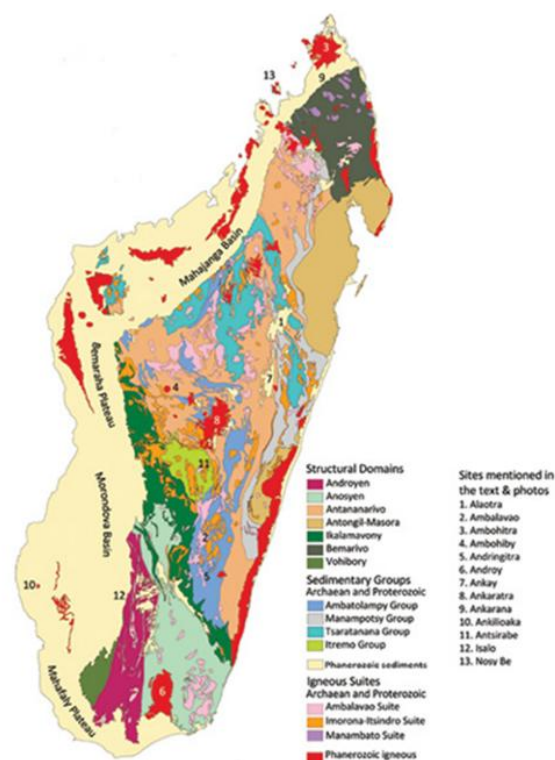 3
13
9
Mahajanga Basin
1
Bemaraha Plateau
7
4
8
11
Morondova Basin
2
5
10
12
6
Mahafaly Plateau
Structural Domains
Androyen
Anosyen
Antananarivo
Antongil-Masora
Ikalamavony
Bemarivo
Vohibory
Sedimentary Groups
Archaean and Proterozoic
Ambatolampy Group
Manampotsy Group
Tsaratanana Group
Itremo Group
Phanerozoic sediments
Igneous Suites
Archaean and Proterozoic
Ambalavao Suite
Imorona-Itsindro Suite
Manambato Suite
Phanerozoic igneous
Sites mentioned in
the text & photos
1. Alaotra
2. Ambalavao
3. Ambohitra
4. Ambohiby
5. Andringitra
6. Androy
7. Ankay
8. Ankaratra
9. Ankarana
10. Ankilioaka
11. Antsirabe
12. Isalo
13. Nosy Be